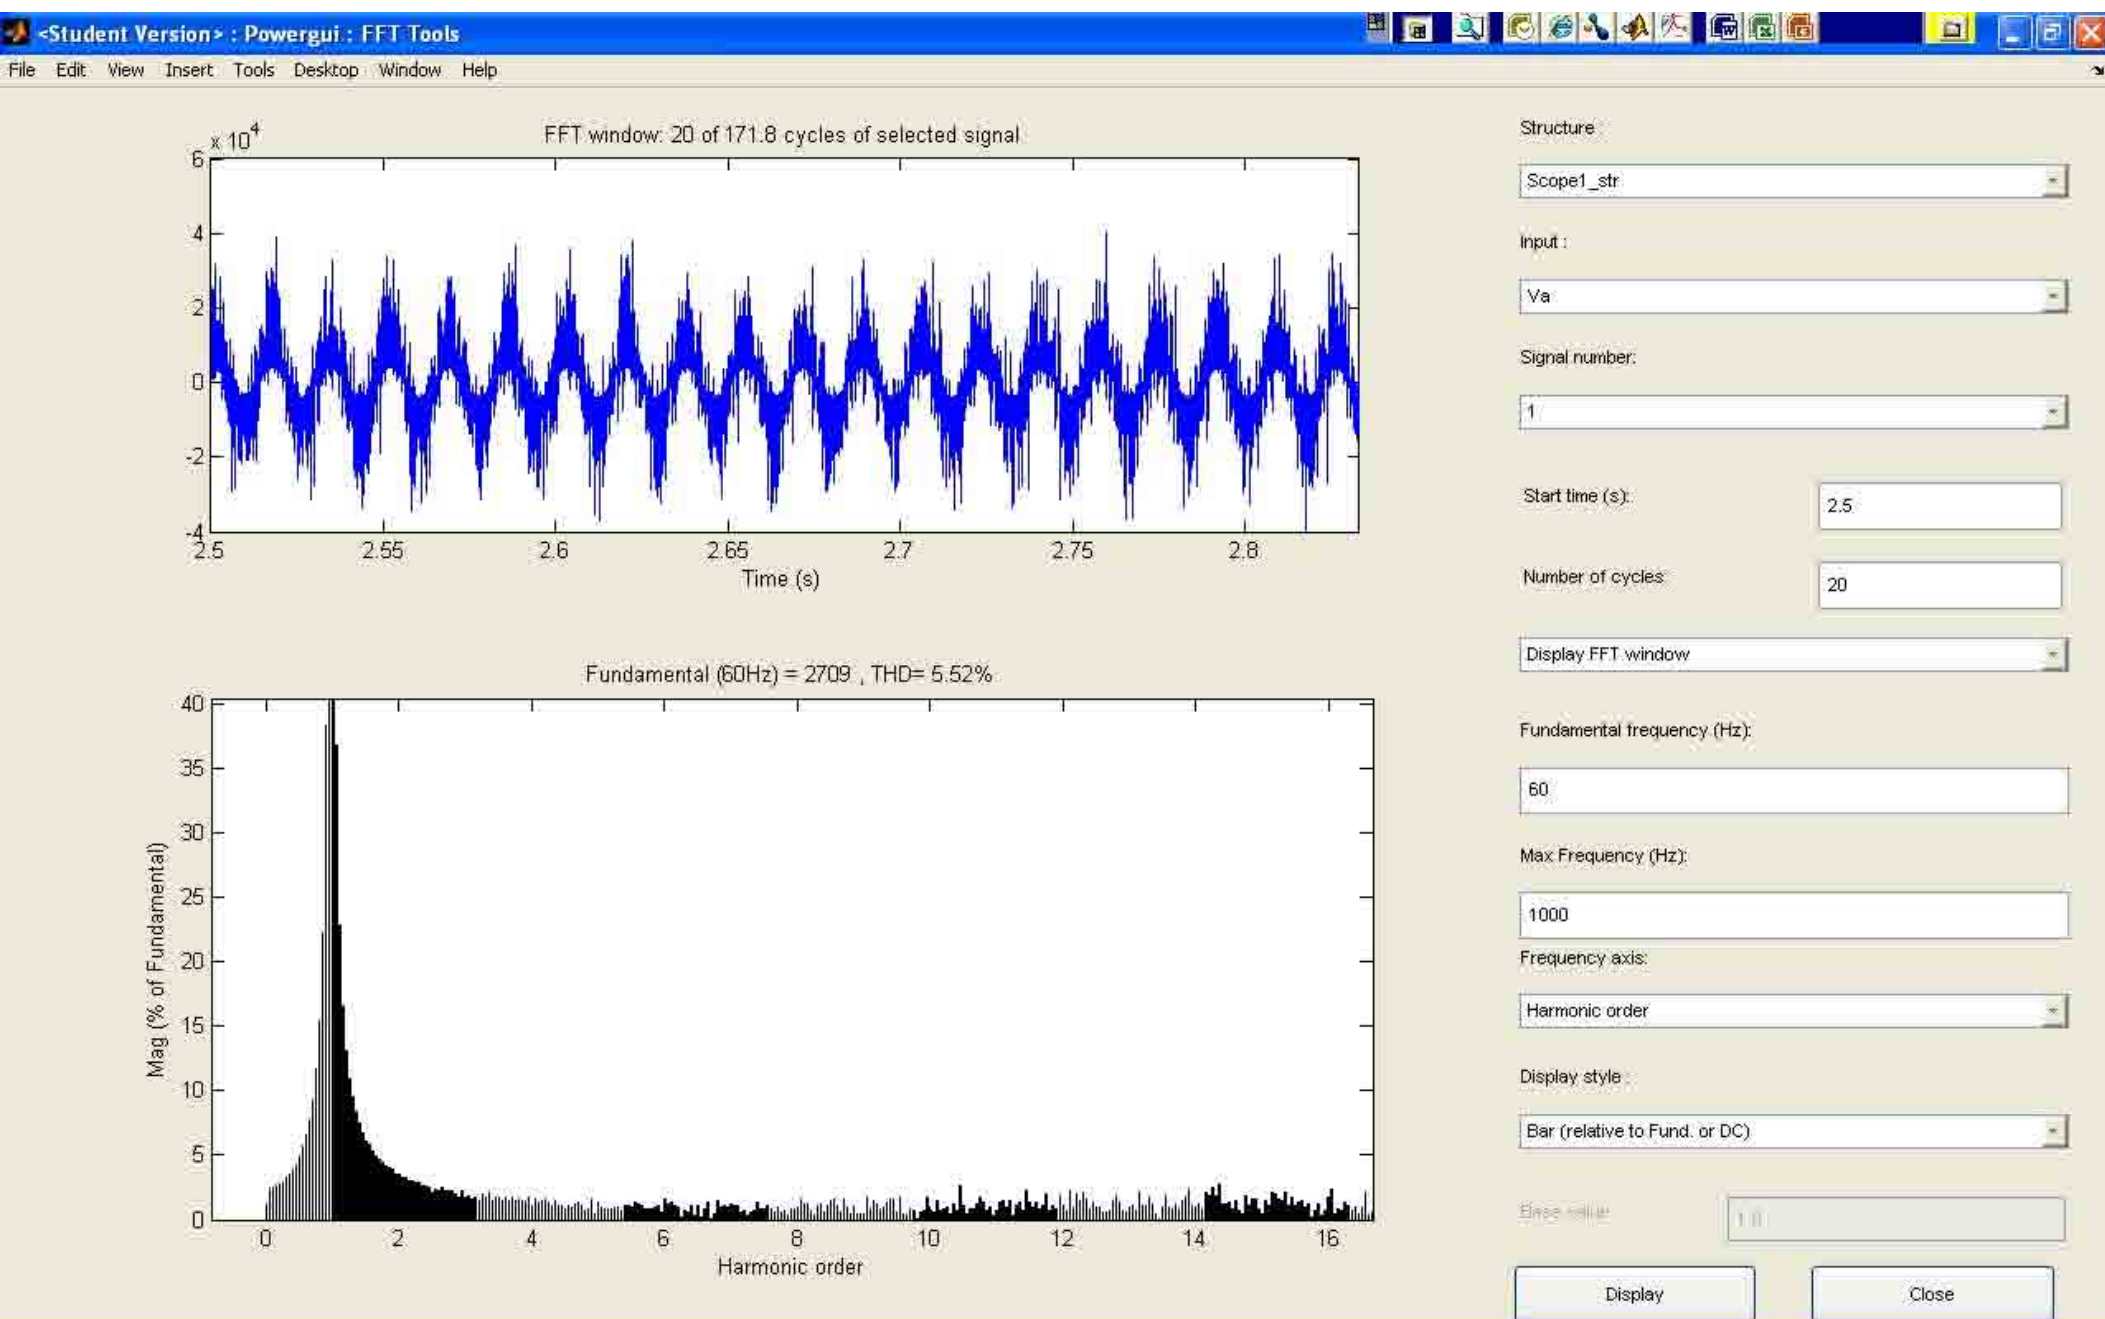 <Student Version> : Powergui : FFT Tools
File Edit View Insert Tools Desktop Window Help
x 10^4
FFT window: 20 of 171.8 cycles of selected signal
6
4
2
0
-2
-4
2.5 2.55 2.6 2.65 2.7 2.75 2.8
Time (s)
Fundamental (60Hz) = 2709 , THD= 5.52%
Mag (% of Fundamental)
40
35
30
25
20
15
10
5
0
0 2 4 6 8 10 12 14 16
Harmonic order
Structure :
Scope1_str
Input :
Va
Signal number:
1
Start time (s): 2.5
Number of cycles: 20
Display FFT window
Fundamental frequency (Hz):
60
Max Frequency (Hz):
1000
Frequency axis:
Harmonic order
Display style :
Bar (relative to Fund. or DC)
Base value: 1.0
Display Close